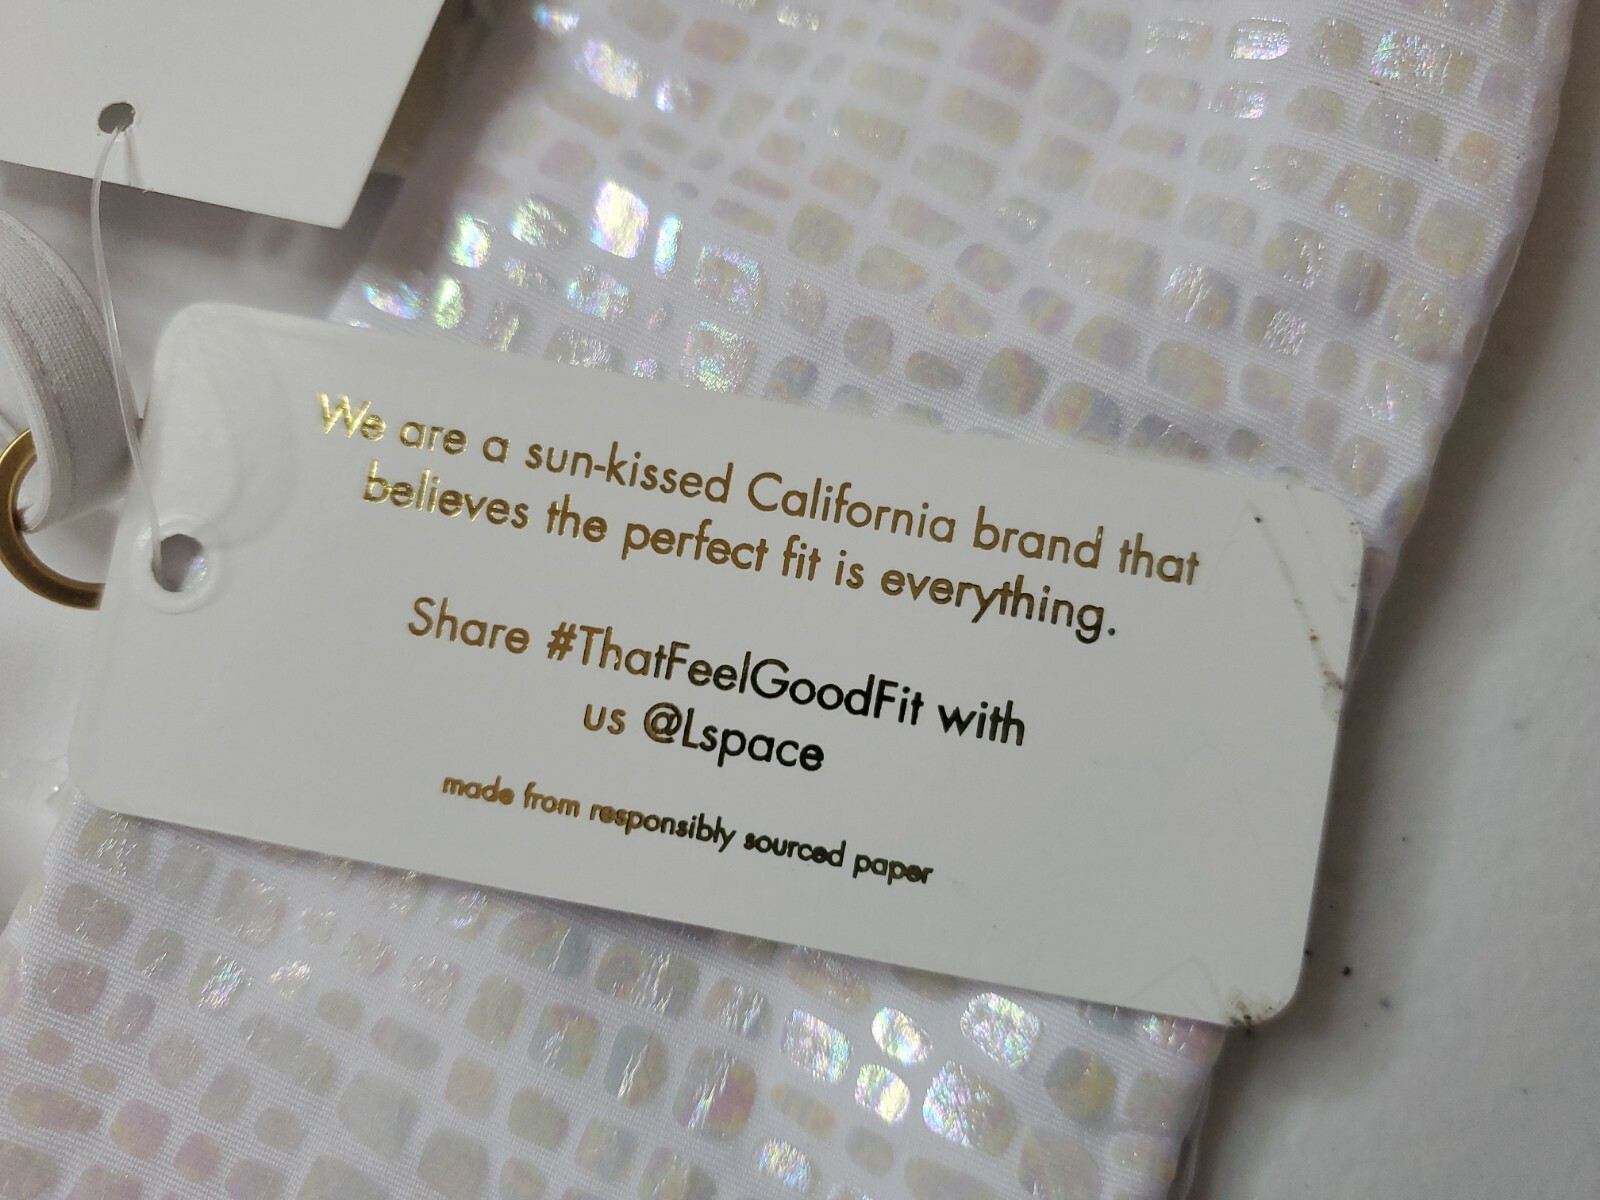 We are a sun-kissed California brand that
believes the perfect fit is everything.
Share #ThatFeelGoodFit with
us @Lspace
made from responsibly sourced paper